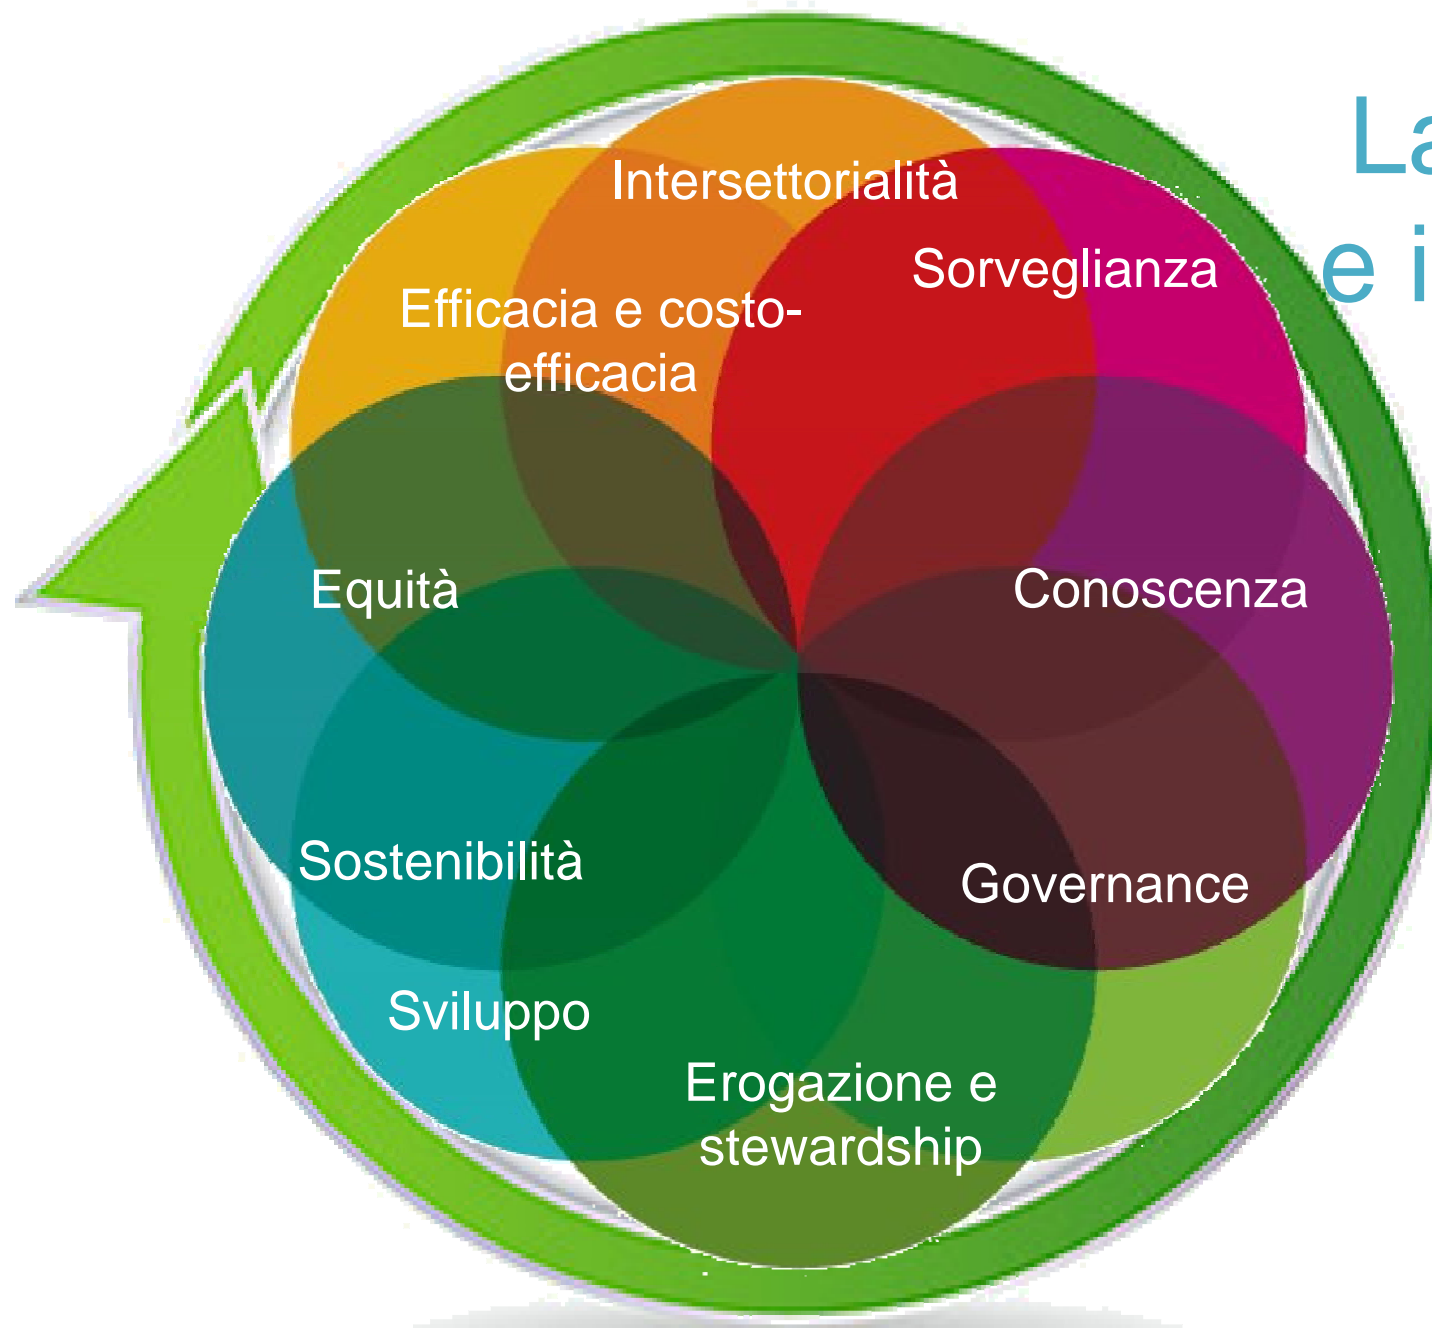 La
e i
Intersettorialità
Sorveglianza
Efficacia e costo-
efficacia
Equità
Conoscenza
Sostenibilità
Governance
Sviluppo
Erogazione e
stewardship